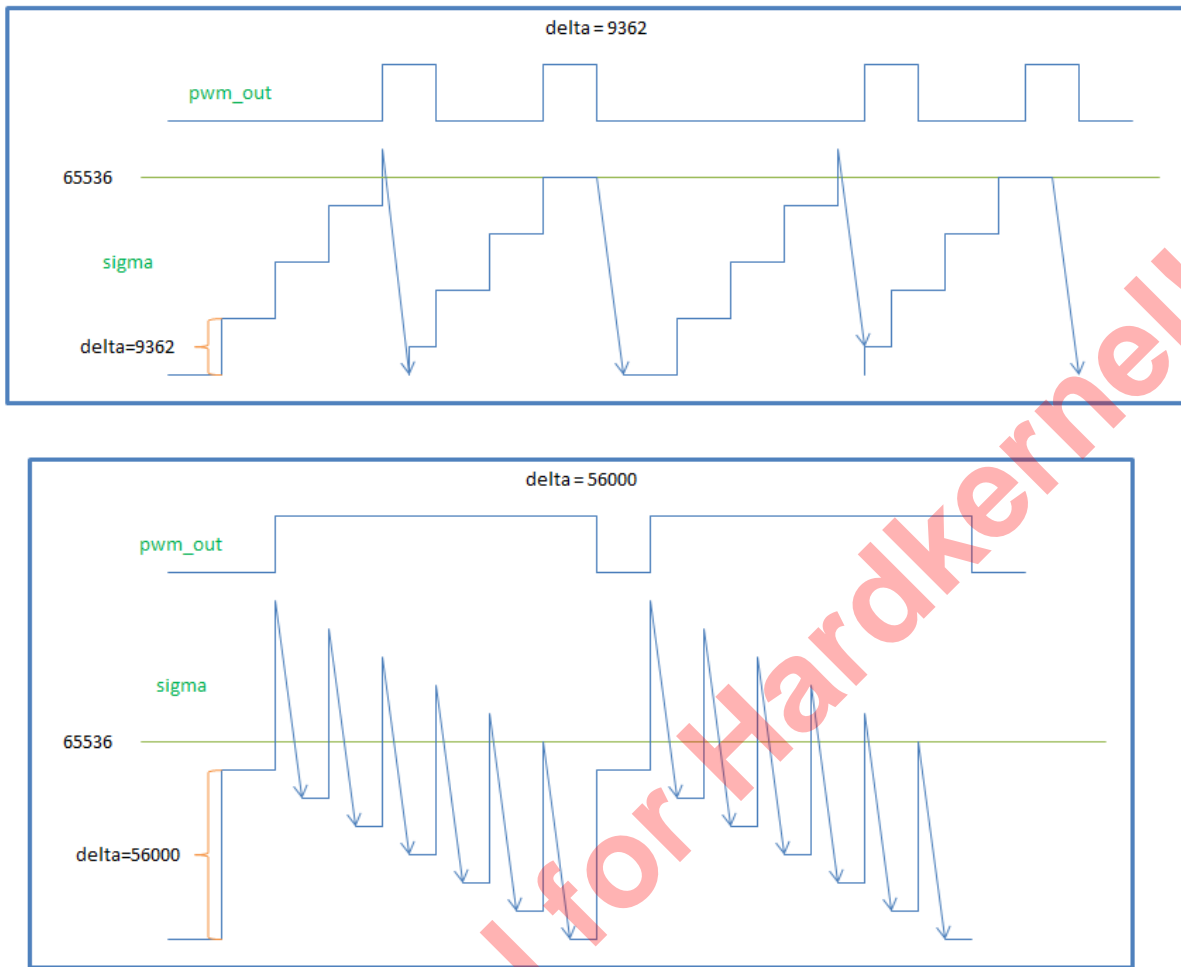 delta = 9362
pwm_out
65536
sigma
delta=9362
delta = 56000
pwm_out
sigma
65536
delta=56000
l for Hardkernel